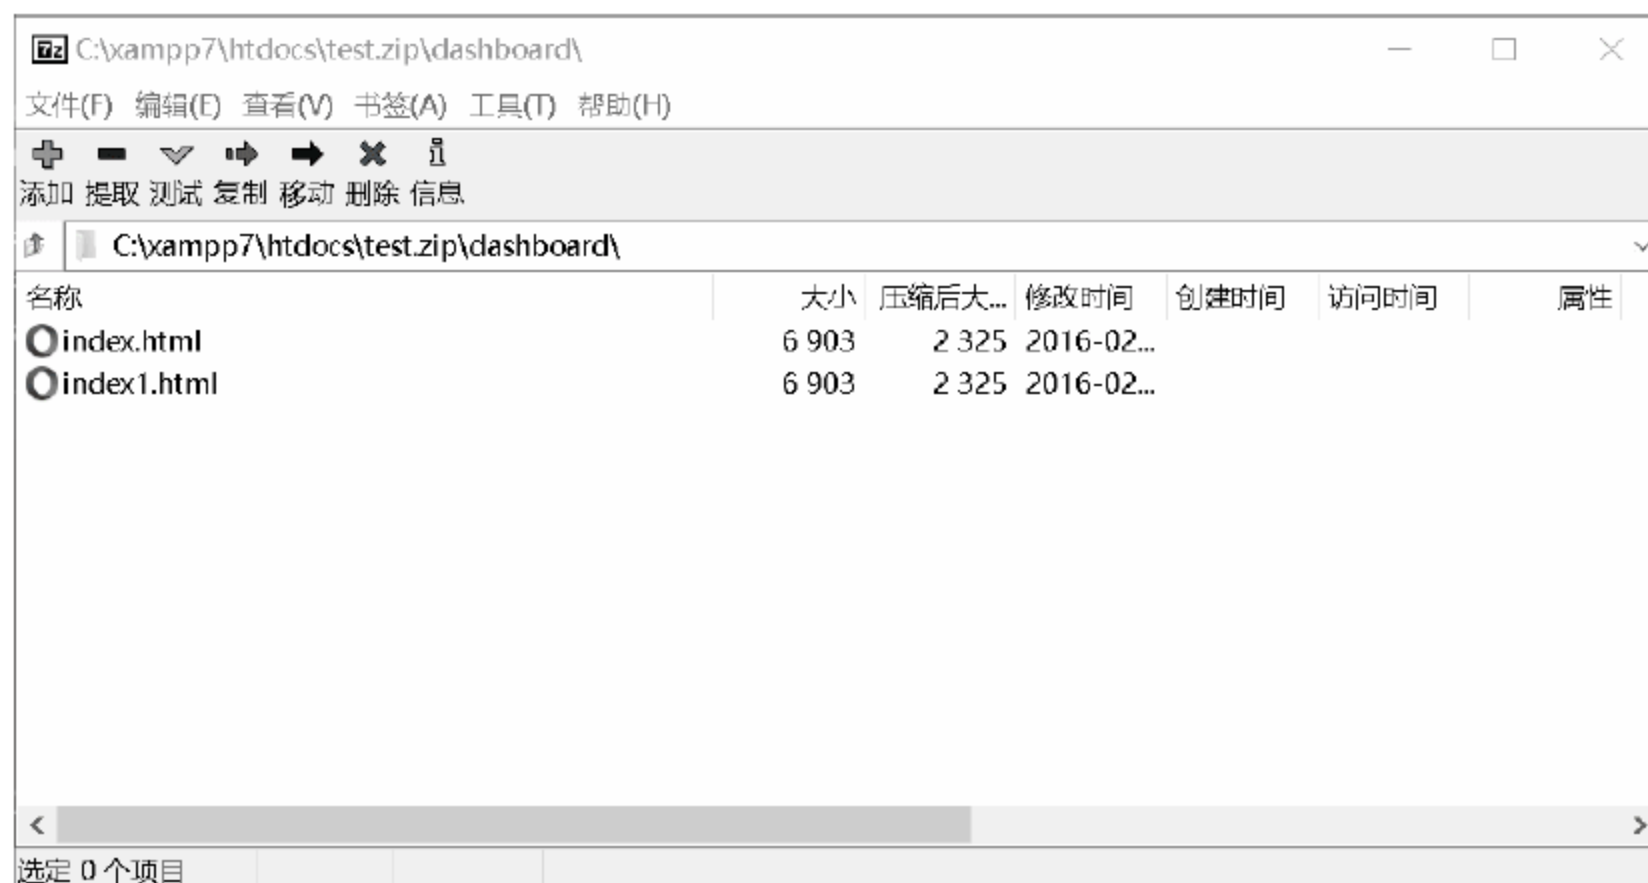 7z C:\xampp7\htdocs\test.zip\dashboard\
文件(F) 编辑(E) 查看(V) 书签(A) 工具(T) 帮助(H)
添加 提取 测试 复制 移动 删除 信息
C:\xampp7\htdocs\test.zip\dashboard\
名称 大小 压缩后大... 修改时间 创建时间 访问时间 属性
index.html 6 903 2 325 2016-02...
index1.html 6 903 2 325 2016-02...
选定 0 个项目